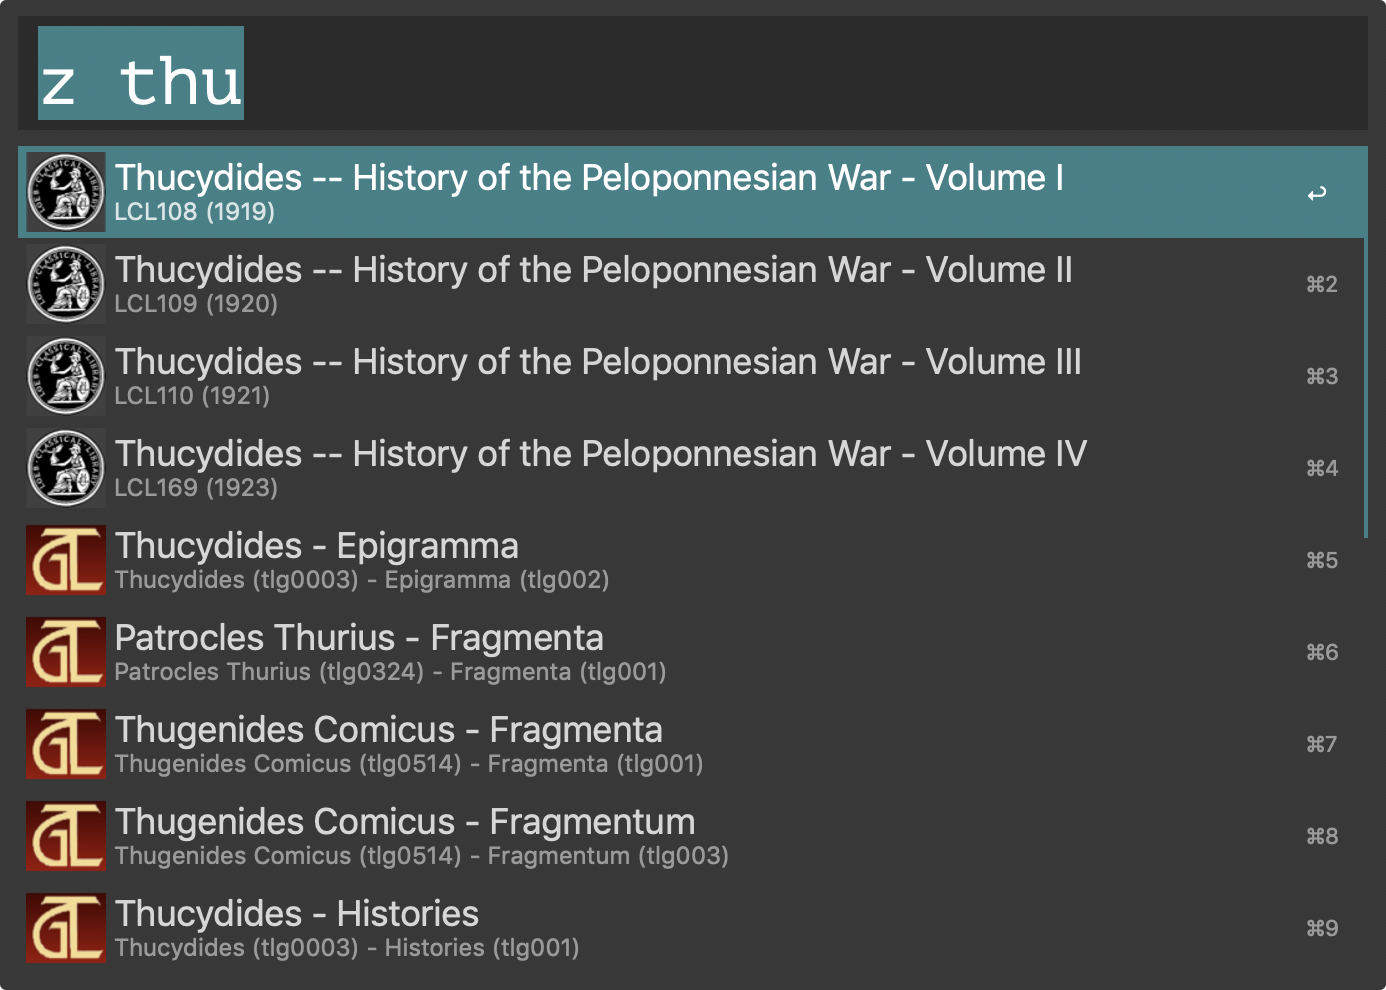 z thu
Thucydides -- History of the Peloponnesian War - Volume I
LCL108 (1919)
↩
Thucydides -- History of the Peloponnesian War - Volume II
LCL109 (1920)
⌘2
Thucydides -- History of the Peloponnesian War - Volume III
LCL110 (1921)
⌘3
Thucydides -- History of the Peloponnesian War - Volume IV
LCL169 (1923)
⌘4
Thucydides - Epigramma
Thucydides (tlg0003) - Epigramma (tlg002)
⌘5
Patrocles Thurius - Fragmenta
Patrocles Thurius (tlg0324) - Fragmenta (tlg001)
⌘6
Thugenides Comicus - Fragmenta
Thugenides Comicus (tlg0514) - Fragmenta (tlg001)
⌘7
Thugenides Comicus - Fragmentum
Thugenides Comicus (tlg0514) - Fragmentum (tlg003)
⌘8
Thucydides - Histories
Thucydides (tlg0003) - Histories (tlg001)
⌘9